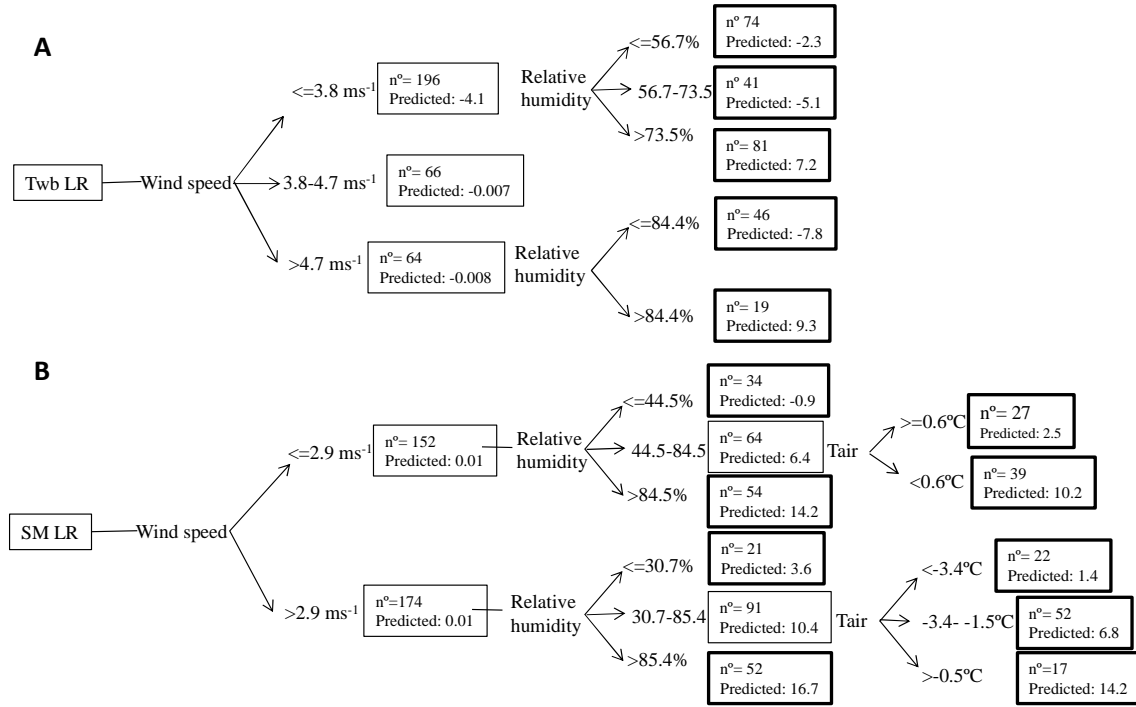 A
Twb LR
Wind speed
<=3.8 ms-1
nº= 196
Predicted: -4.1
Relative
humidity
<=56.7%
nº 74
Predicted: -2.3
56.7-73.5
nº 41
Predicted: -5.1
>73.5%
nº= 81
Predicted: 7.2
3.8-4.7 ms-1
nº= 66
Predicted: -0.007
>4.7 ms-1
nº= 64
Predicted: -0.008
Relative
humidity
<=84.4%
nº= 46
Predicted: -7.8
>84.4%
nº= 19
Predicted: 9.3
B
SM LR
Wind speed
<=2.9 ms-1
nº= 152
Predicted: 0.01
Relative
humidity
<=44.5%
nº= 34
Predicted: -0.9
44.5-84.5
nº= 64
Predicted: 6.4
Tair
>=0.6ºC
nº= 27
Predicted: 2.5
<0.6ºC
nº= 39
Predicted: 10.2
>84.5%
nº= 54
Predicted: 14.2
>2.9 ms-1
nº=174
Predicted: 0.01
Relative
humidity
<=30.7%
nº= 21
Predicted: 3.6
30.7-85.4
nº= 91
Predicted: 10.4
Tair
<-3.4ºC
nº= 22
Predicted: 1.4
-3.4- -1.5ºC
nº= 52
Predicted: 6.8
>-0.5ºC
nº=17
Predicted: 14.2
>85.4%
nº= 52
Predicted: 16.7